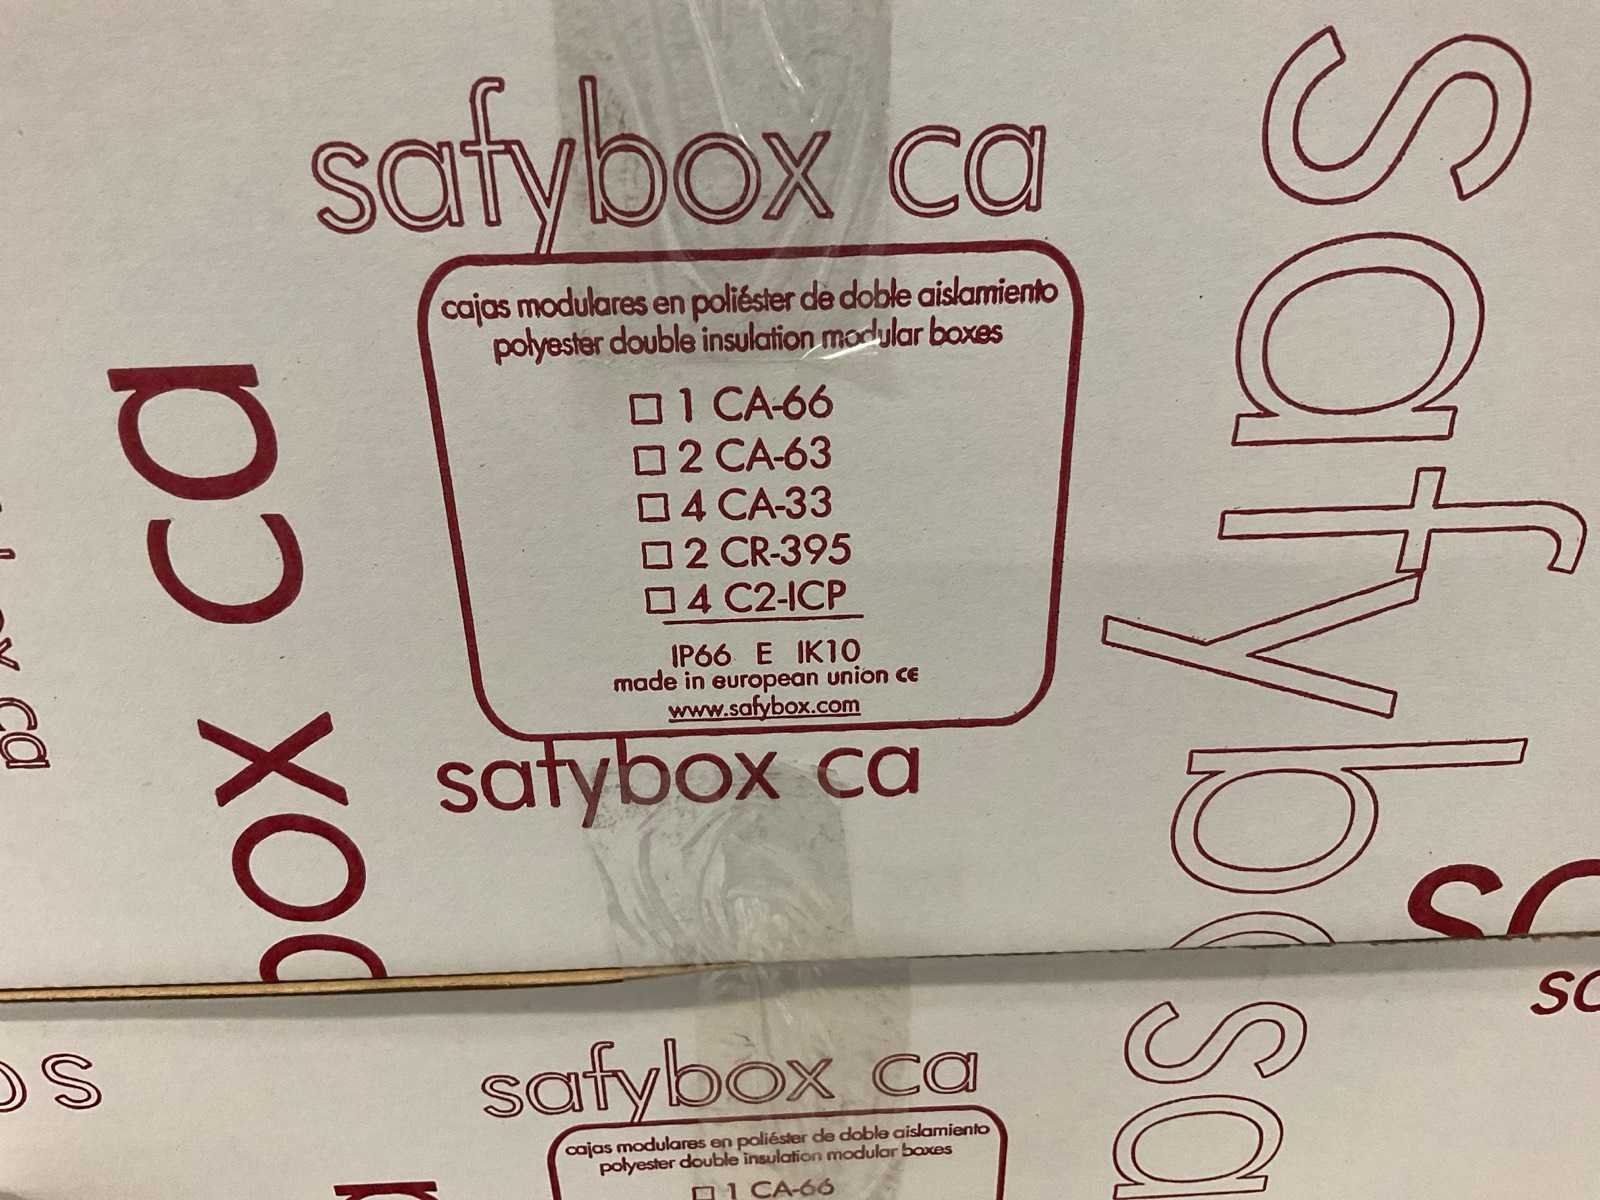 safybox ca
cajas modulares en poliéster de doble aislamiento
polyester double insulation modular boxes
1 CA-66
2 CA-63
4 CA-33
2 CR-395
4 C2-ICP
IP66 E IK10
made in european union CE
www.safybox.com
safybox ca
box ca
safybo
ca
safybox ca
cajas modulares en poliéster de doble aislamiento
polyester double insulation modular boxes
1 CA-66
sa